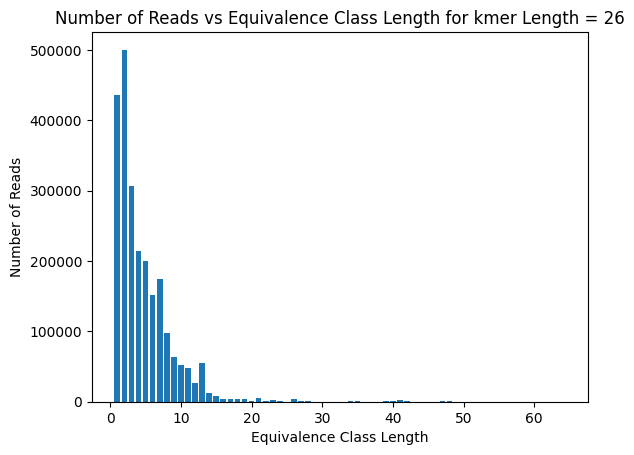 Number of Reads vs Equivalence Class Length for kmer Length = 26
500000
400000
300000
200000
100000
0
Number of Reads
0 10 20 30 40 50 60
Equivalence Class Length